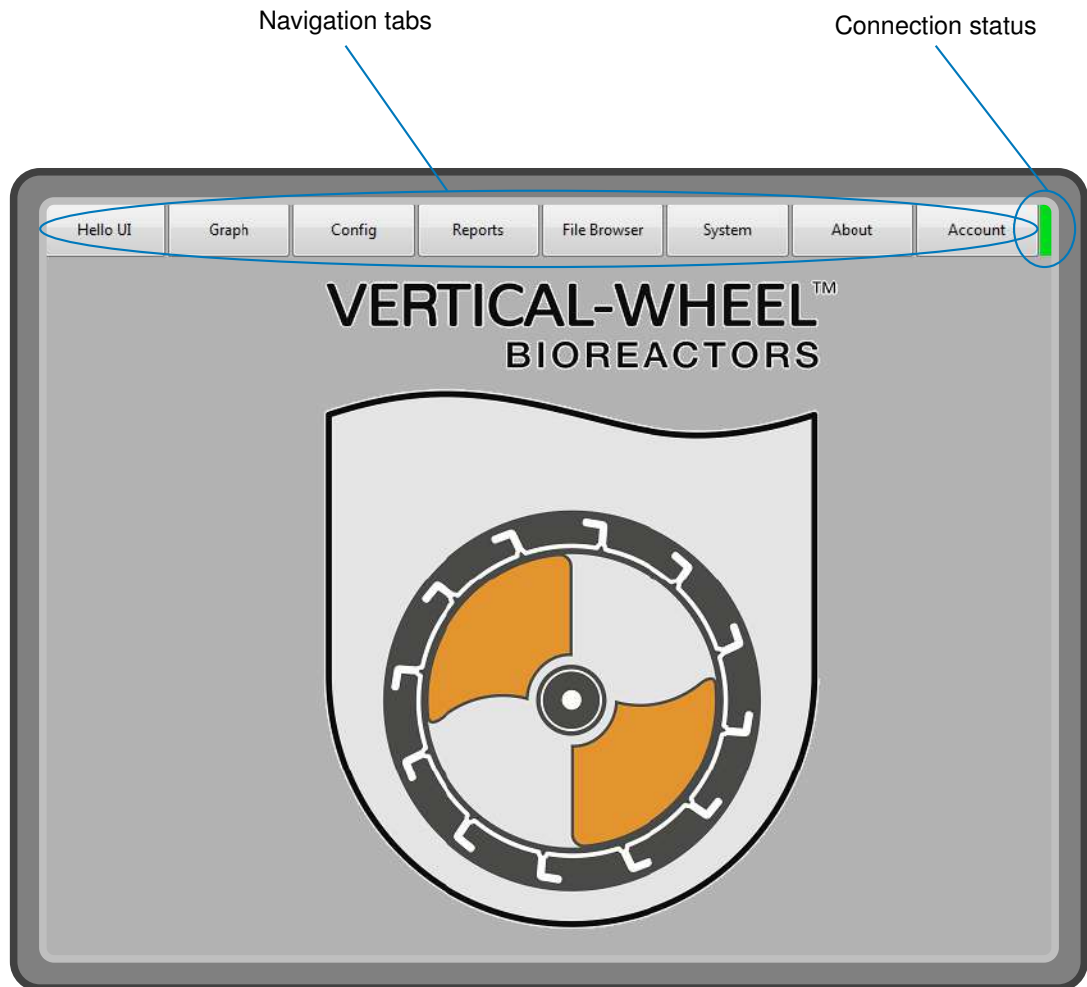 Navigation tabs
Connection status
Hello UI Graph Config Reports File Browser System About Account
VERTICAL-WHEEL™
BIOREACTORS